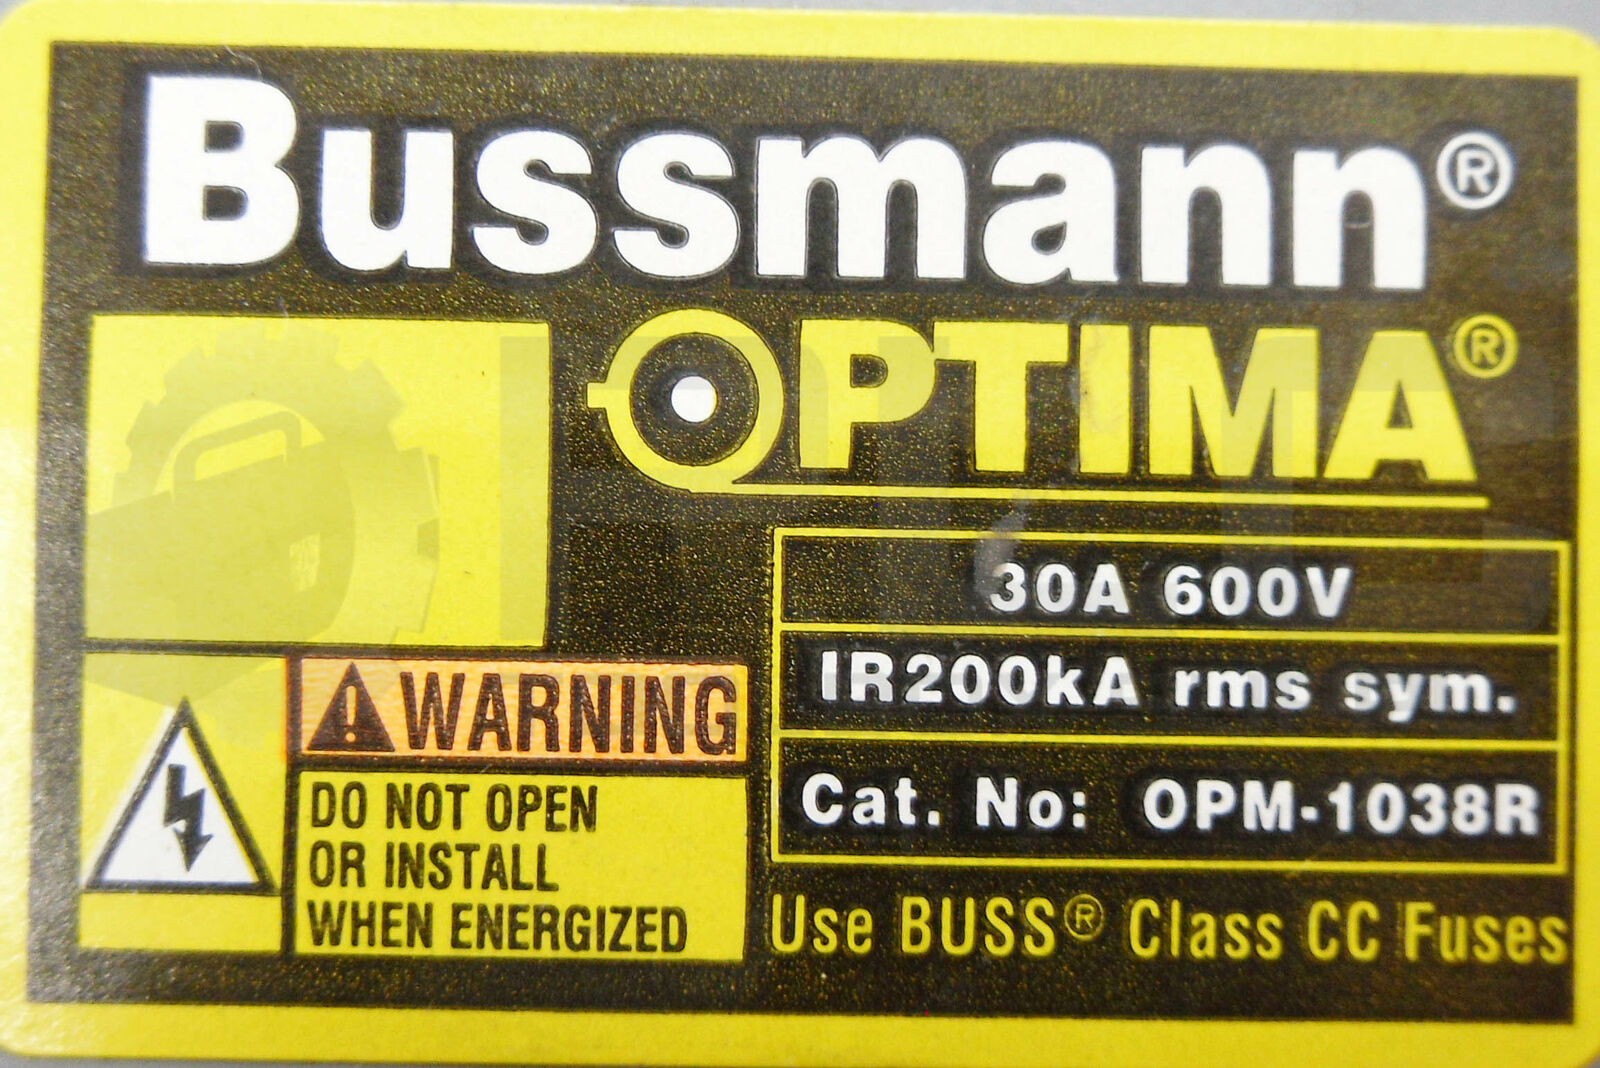 Bussmann®
OPTIMA®
30A 600V
IR200kA rms sym.
Cat. No: OPM-1038R
Use BUSS® Class CC Fuses
WARNING
DO NOT OPEN
OR INSTALL
WHEN ENERGIZED